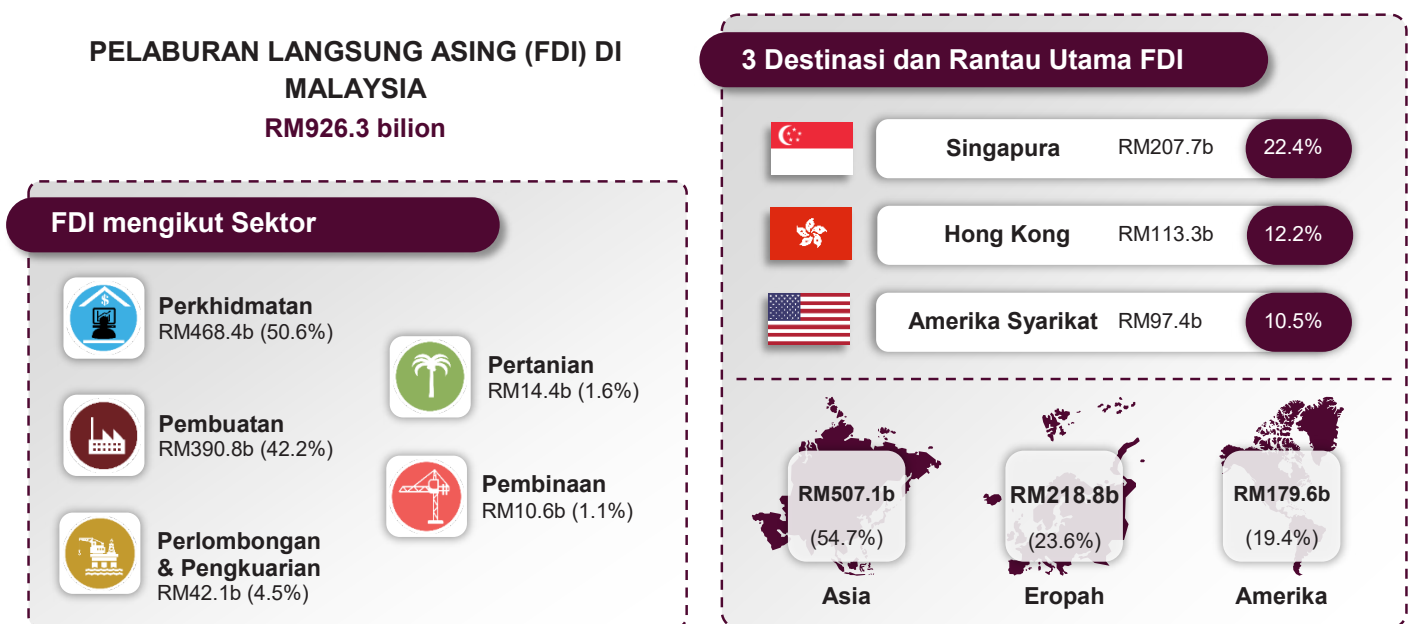 PELABURAN LANGSUNG ASING (FDI) DI
MALAYSIA
RM926.3 bilion
FDI mengikut Sektor
Perkhidmatan
RM468.4b (50.6%)
Pembuatan
RM390.8b (42.2%)
Perlombongan
& Pengkuarian
RM42.1b (4.5%)
Pertanian
RM14.4b (1.6%)
Pembinaan
RM10.6b (1.1%)
3 Destinasi dan Rantau Utama FDI
Singapura RM207.7b 22.4%
Hong Kong RM113.3b 12.2%
Amerika Syarikat RM97.4b 10.5%
RM507.1b
(54.7%)
Asia
RM218.8b
(23.6%)
Eropah
RM179.6b
(19.4%)
Amerika